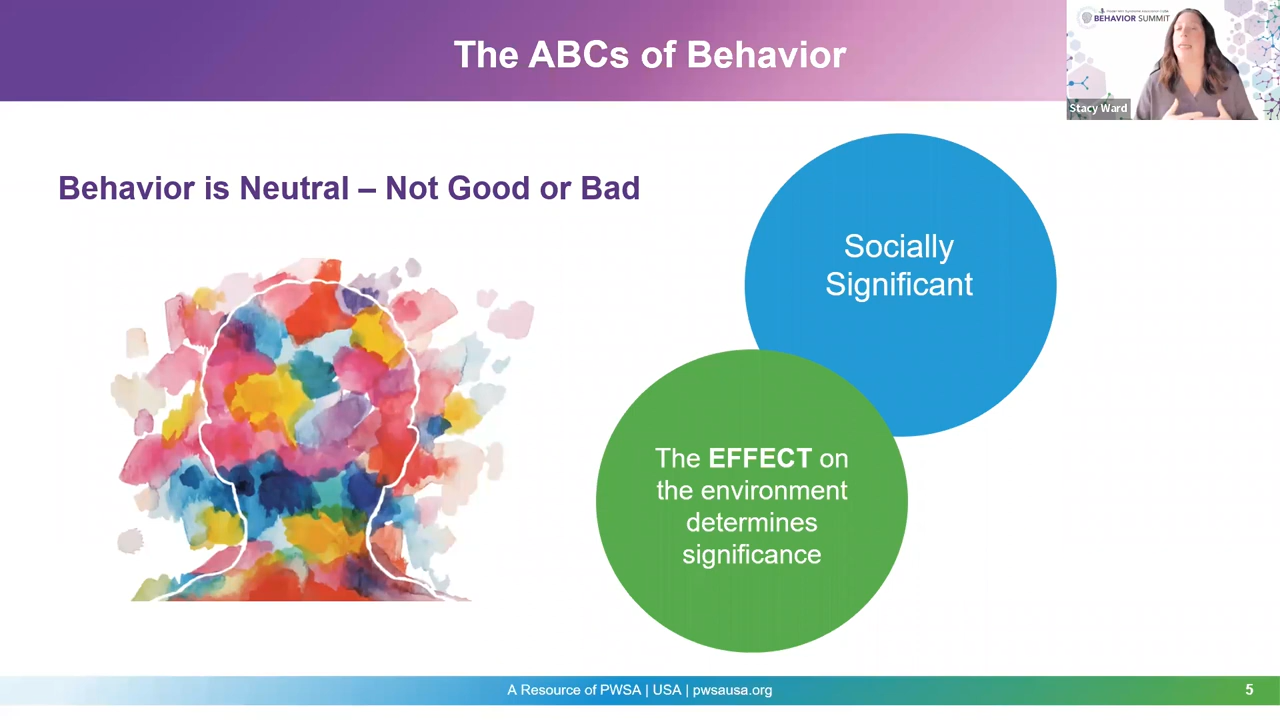 The ABCs of Behavior
BEHAVIOR SUMMIT
Stacy Ward
Behavior is Neutral – Not Good or Bad
Socially
Significant
The EFFECT on
the environment
determines
significance
A Resource of PWSA | USA | pwsausa.org
5